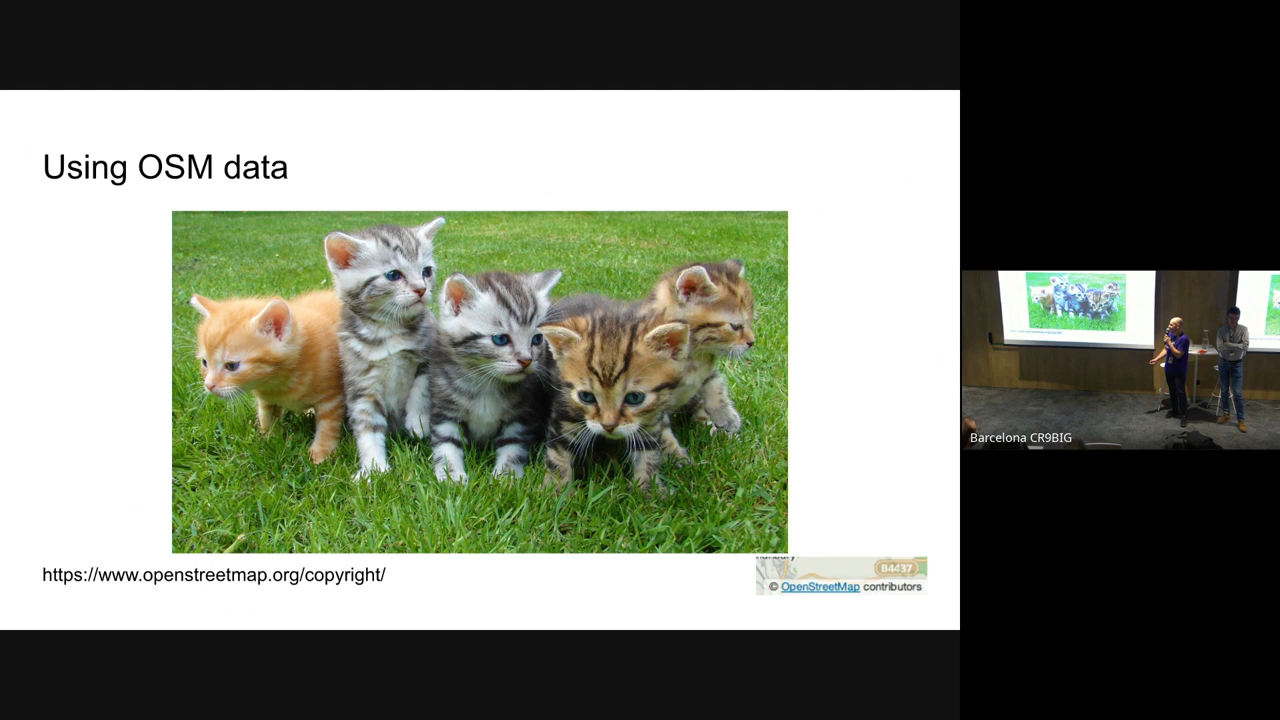 Using OSM data
https://www.openstreetmap.org/copyright/
B4437
© OpenStreetMap contributors
Barcelona CR9BIG